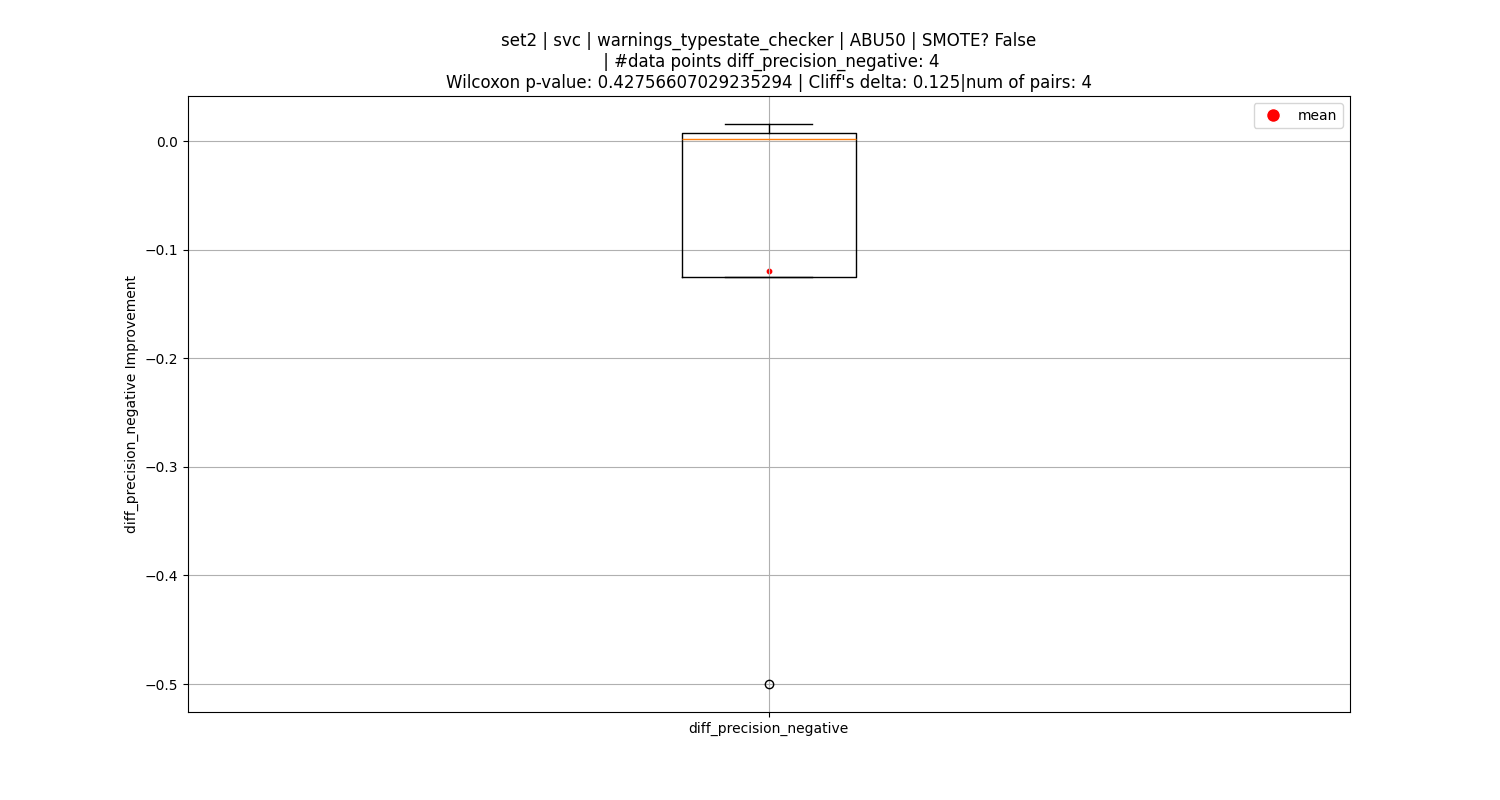 set2 | svc | warnings_typestate_checker | ABU50 | SMOTE? False
| #data points diff_precision_negative: 4
Wilcoxon p-value: 0.42756607029235294 | Cliff's delta: 0.125|num of pairs: 4
mean
0.0
−0.1
−0.2
−0.3
−0.4
−0.5
diff_precision_negative Improvement
diff_precision_negative